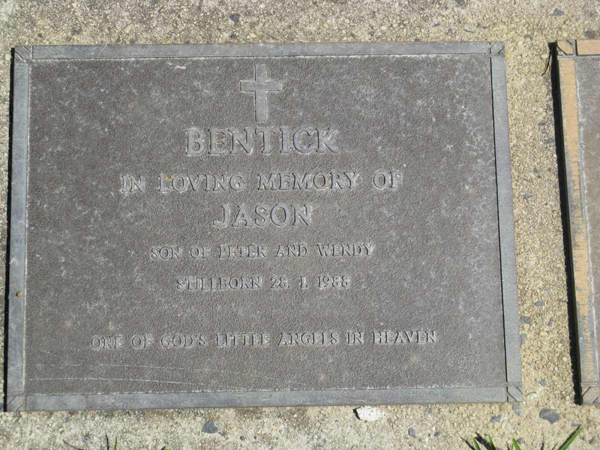 BENTICK
IN LOVING MEMORY OF
JASON
SON OF PETER AND WENDY
STILLBORN 28. 1. 1988
ONE OF GOD'S LITTLE ANGELS IN HEAVEN